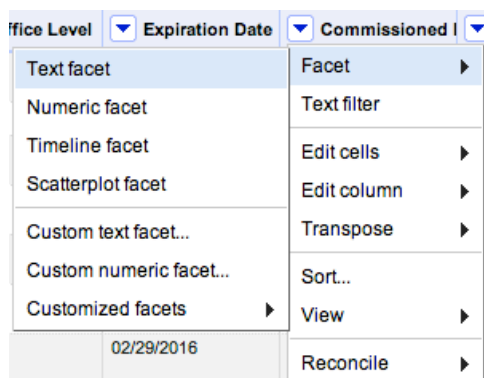 ffice Level Expiration Date Commissioned
Text facet
Numeric facet
Timeline facet
Scatterplot facet
Custom text facet...
Custom numeric facet...
Customized facets
02/29/2016
Facet
Text filter
Edit cells
Edit column
Transpose
Sort...
View
Reconcile